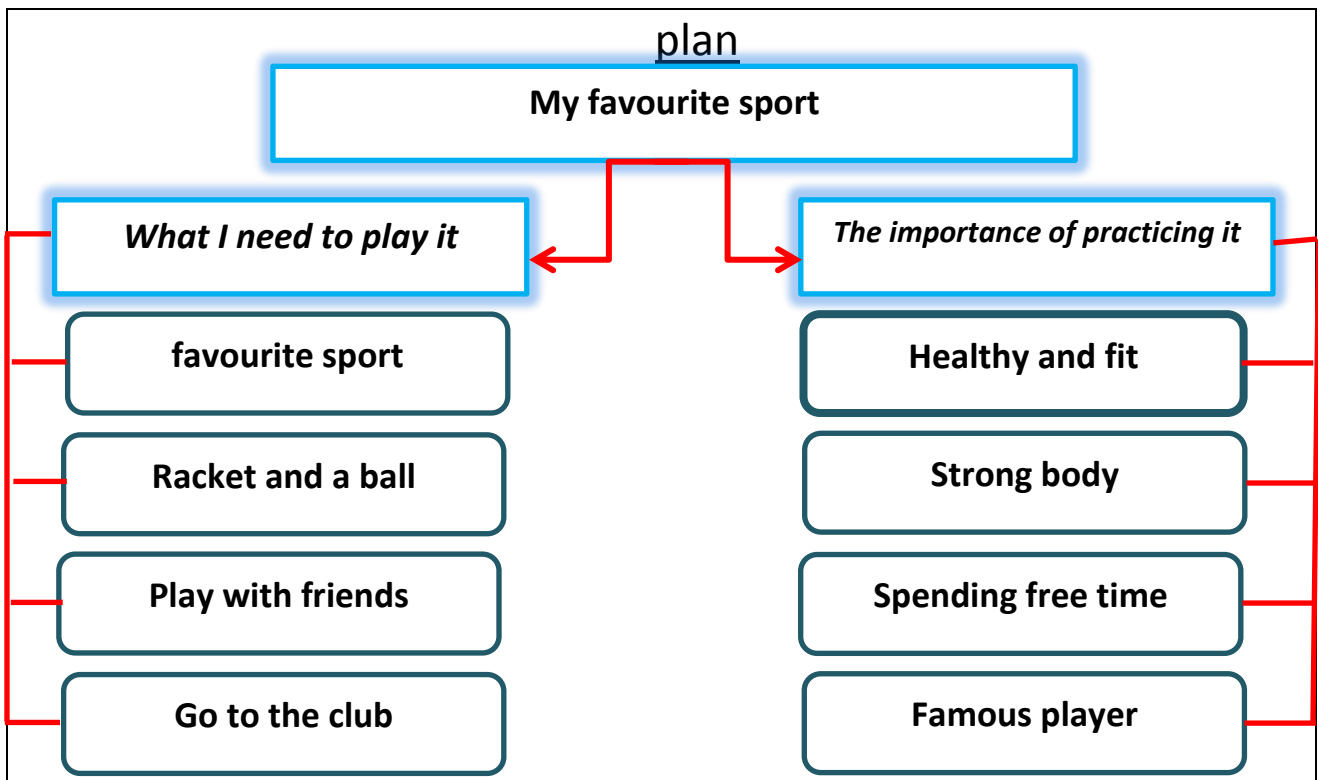 plan
My favourite sport
What I need to play it
The importance of practicing it
favourite sport
Healthy and fit
Racket and a ball
Strong body
Play with friends
Spending free time
Go to the club
Famous player